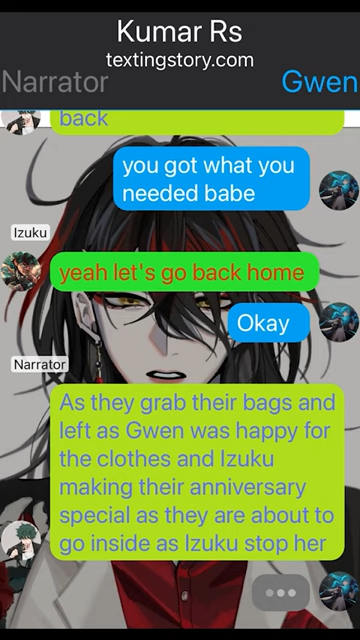 Kumar Rs
textingstory.com
Narrator
Gwen
back
you got what you
needed babe
Izuku
yeah let's go back home
Okay
Narrator
As they grab their bags and
left as Gwen was happy for
the clothes and Izuku
making their anniversary
special as they are about to
go inside as Izuku stop her